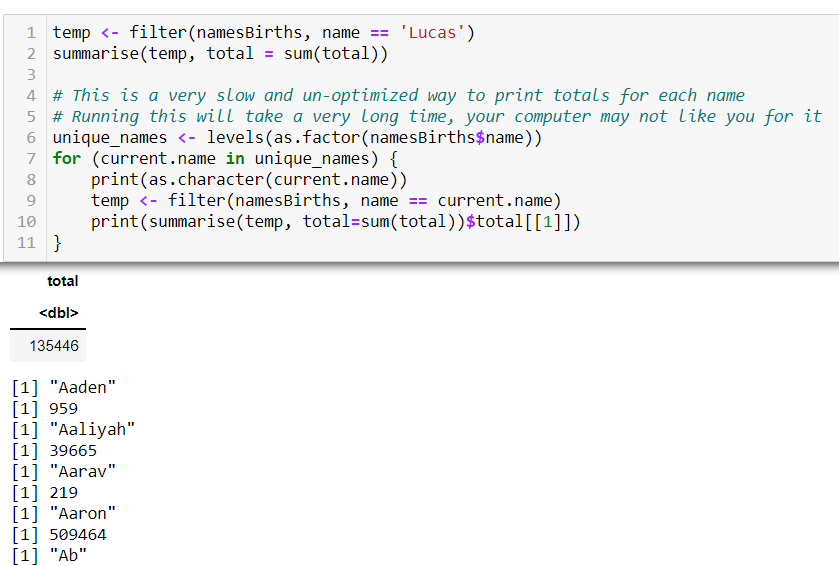 1 temp <- filter(namesBirths, name == 'Lucas')
2 summarise(temp, total = sum(total))
3
4 # This is a very slow and un-optimized way to print totals for each name
5 # Running this will take a very long time, your computer may not like you for it
6 unique_names <- levels(as.factor(namesBirths$name))
7 for (current.name in unique_names) {
8     print(as.character(current.name))
9     temp <- filter(namesBirths, name == current.name)
10     print(summarise(temp, total=sum(total))$total[[1]])
11 }
total
<dbl>
135446
[1] "Aaden"
[1] 959
[1] "Aaliyah"
[1] 39665
[1] "Aarav"
[1] 219
[1] "Aaron"
[1] 509464
[1] "Ab"